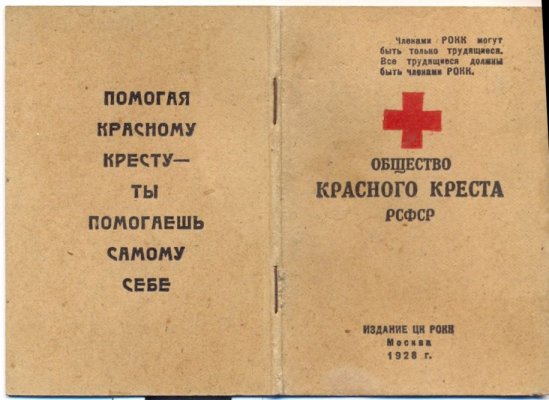 ПОМОГАЯ
КРАСНОМУ
КРЕСТУ—
ТЫ
ПОМОГАЕШЬ
САМОМУ
СЕБЕ
Членами РОКК могут
быть только трудящиеся.
Все трудящиеся должны
быть членами РОКК.
ОБЩЕСТВО
КРАСНОГО КРЕСТА
РСФСР
ИЗДАНИЕ ЦК РОКК
Москва
1928 г.